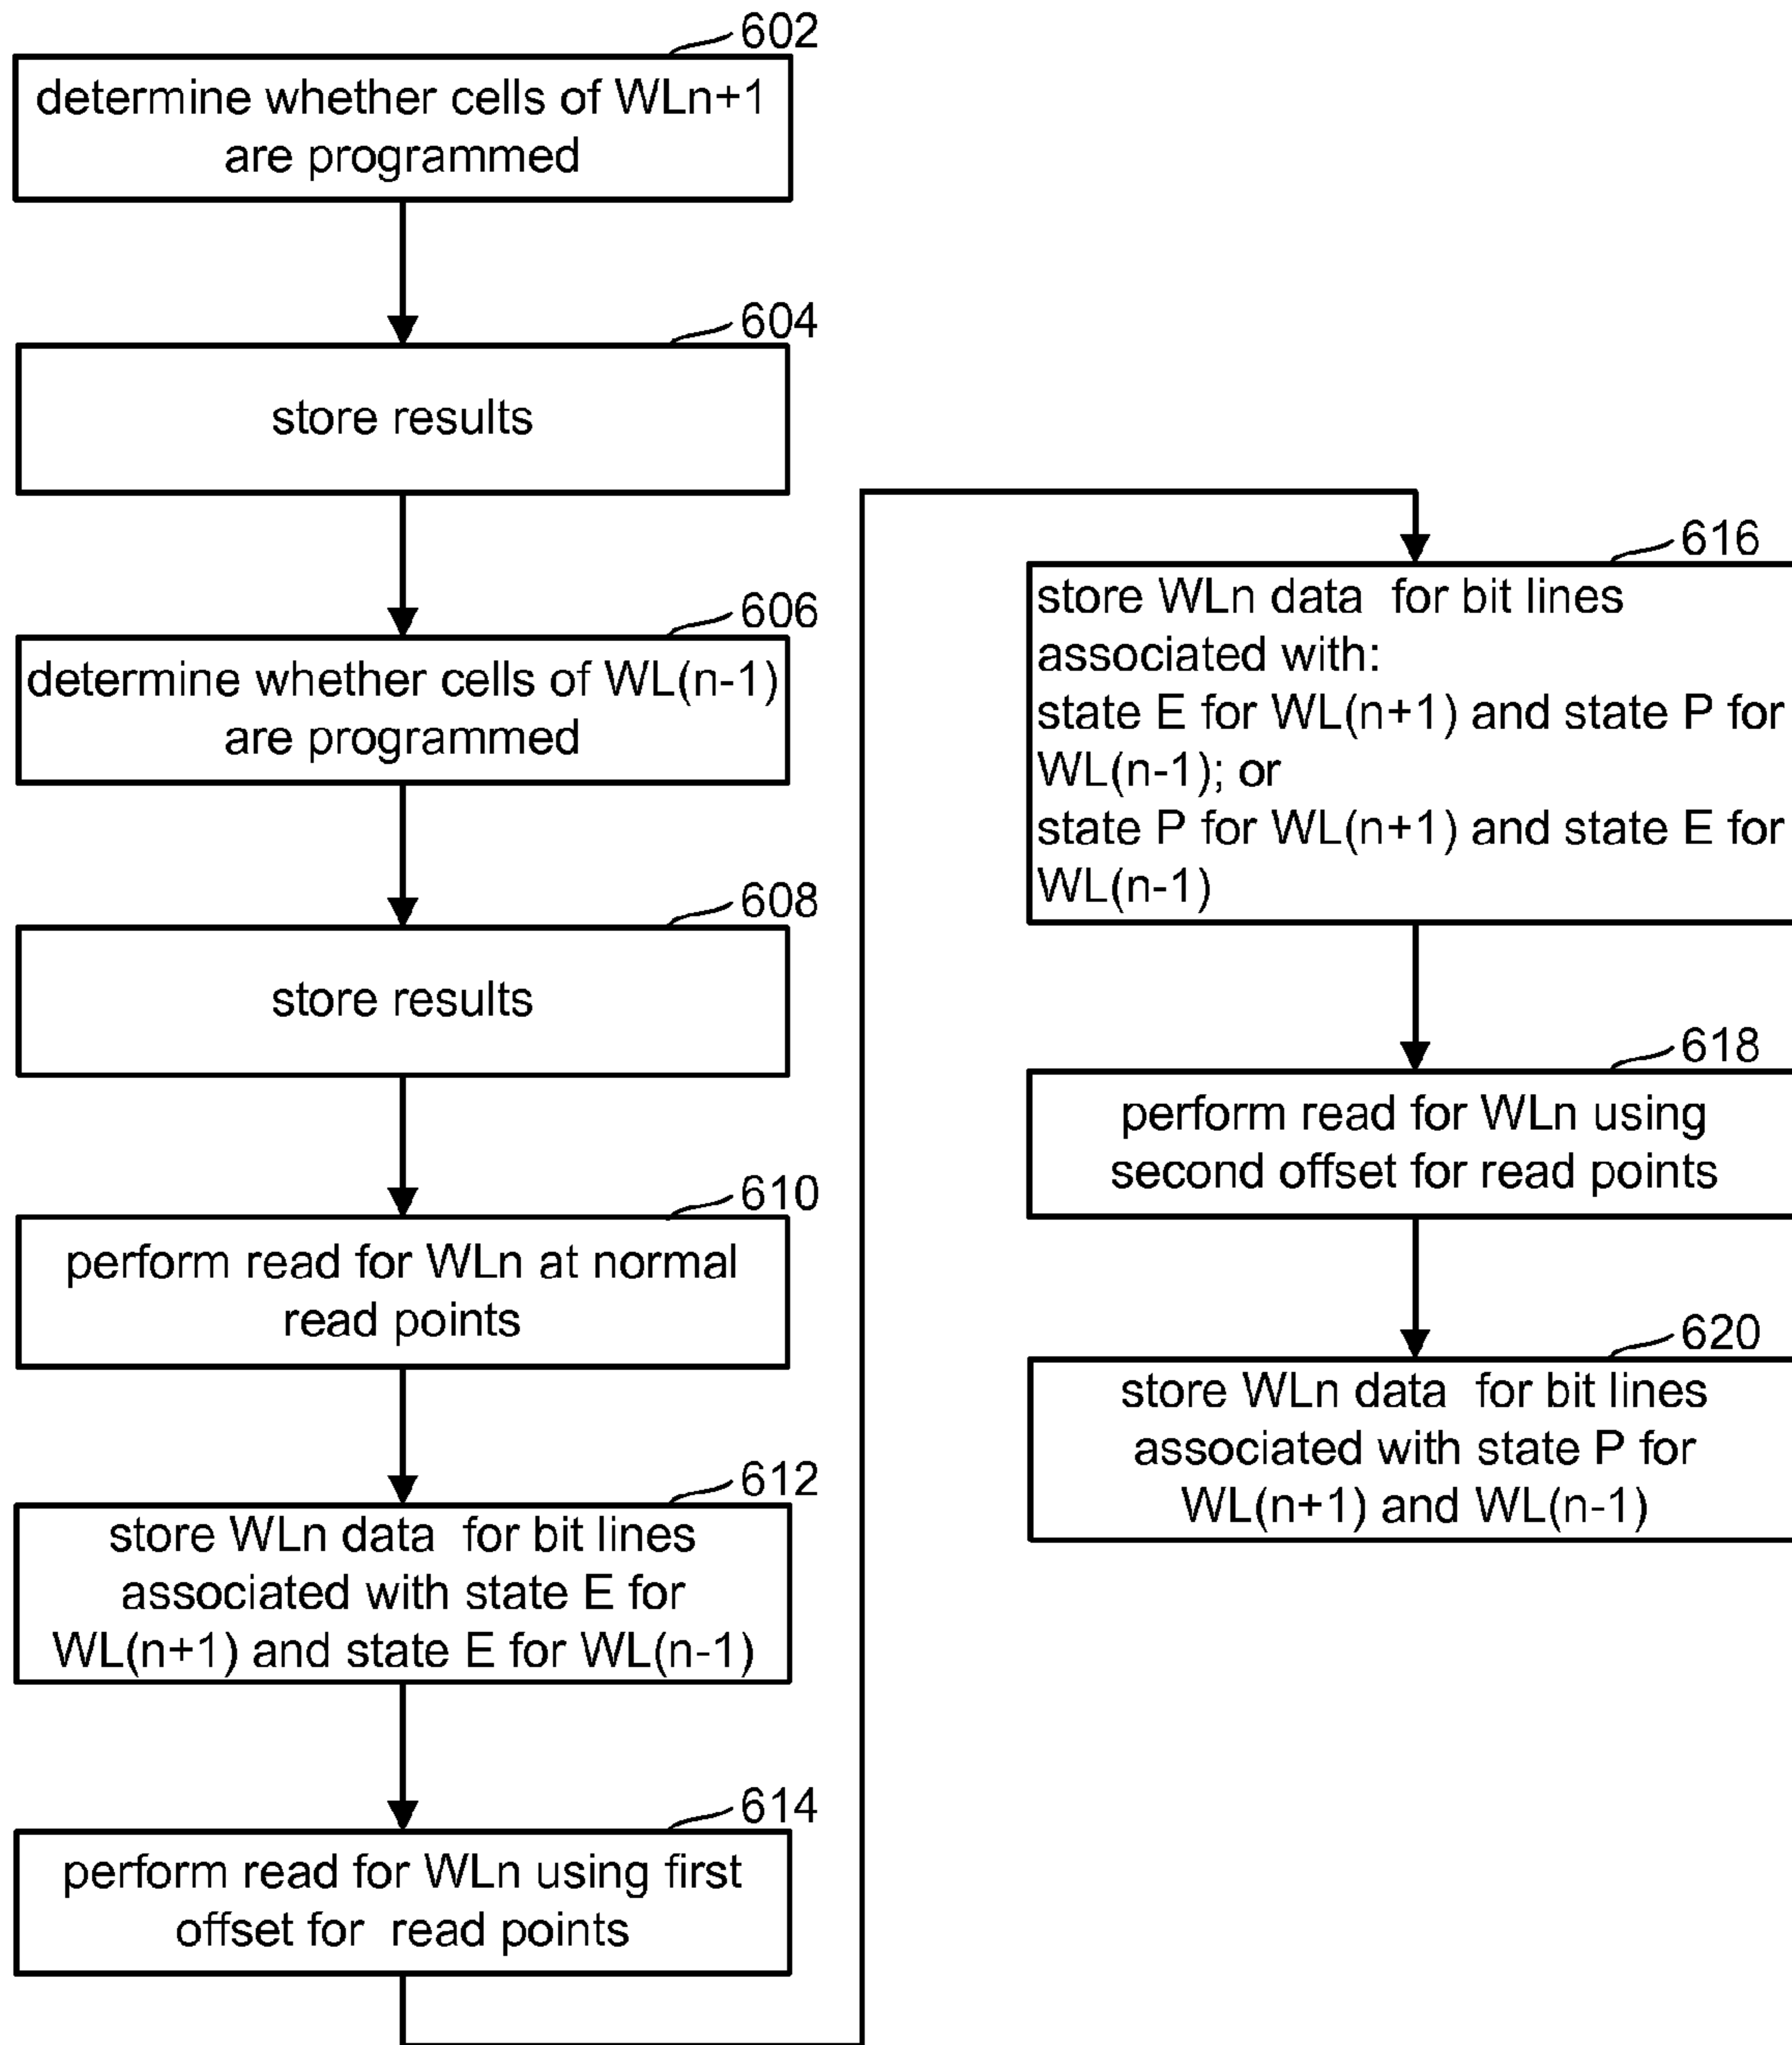 602
determine whether cells of WLn+1
are programmed
604
store results
606
determine whether cells of WL(n-1)
are programmed
608
store results
610
perform read for WLn at normal
read points
612
store WLn data for bit lines
associated with state E for
WL(n+1) and state E for WL(n-1)
614
perform read for WLn using first
offset for read points
616
store WLn data for bit lines
associated with:
state E for WL(n+1) and state P for
WL(n-1); or
state P for WL(n+1) and state E for
WL(n-1)
618
perform read for WLn using
second offset for read points
620
store WLn data for bit lines
associated with state P for
WL(n+1) and WL(n-1)